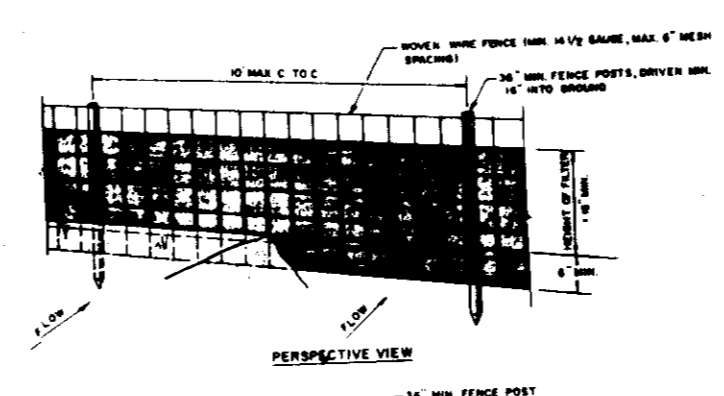 WOVEN WIRE FENCE (MIN. 14 1/2 GAUGE, MAX. 6" MESH
SPACING)
10' MAX C TO C
36" MIN. FENCE POSTS, DRIVEN MIN.
16" INTO GROUND
HEIGHT OF FILTER
16" MIN.
6" MIN.
FLOW
FLOW
PERSPECTIVE VIEW
36" MIN. FENCE POST